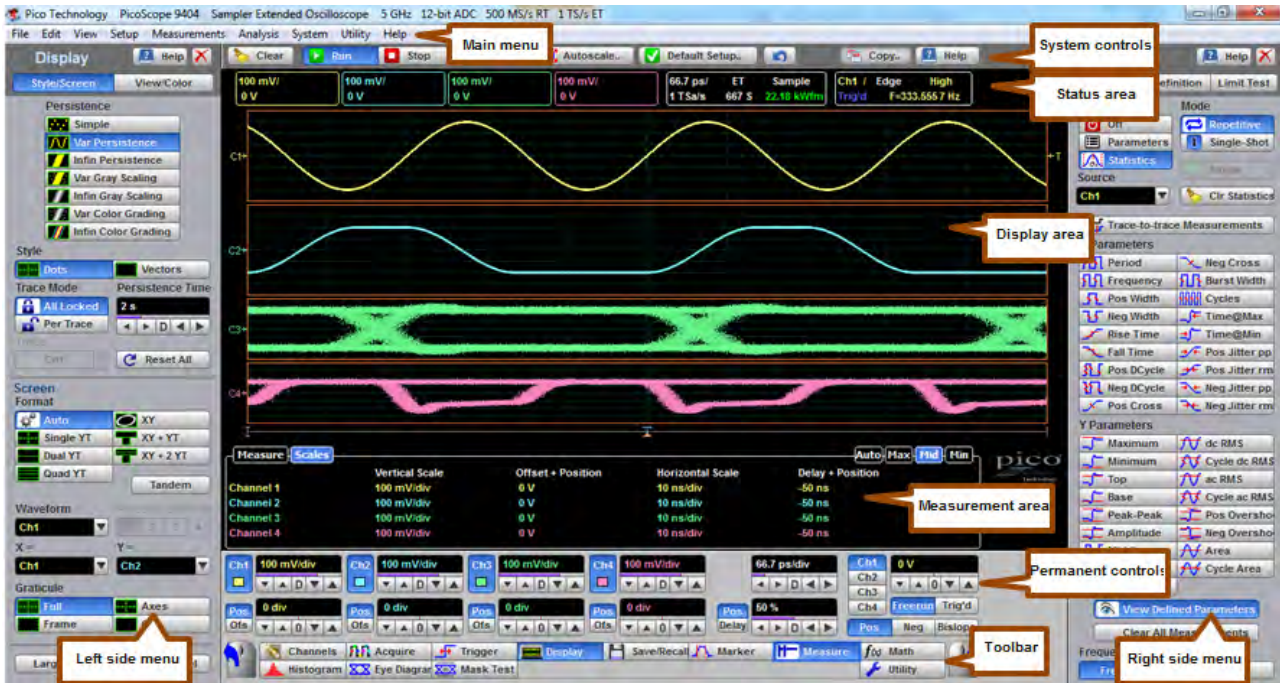 Pico Technology PicoScope 9404 Sampler Extended Oscilloscope 5 GHz 12-bit ADC 500 MS/s RT 1 TS/s ET
File Edit View Setup Measurements Analysis System Utility Help
Main menu
System controls
Display Help
Clear Run Stop Autoscale.. Default Setup.. Copy.. Help
Help
Style/Screen View/Color
Persistence
Simple
Var Persistence
Infin Persistence
Var Gray Scaling
Infin Gray Scaling
Var Color Grading
Infin Color Grading
Style
Dots Vectors
Trace Mode Persistence Time
All Locked 2 s
Per Trace D
Reset All
Screen
Format
Auto XY
Single YT XY + YT
Dual YT XY + 2 YT
Quad YT
Tandem
Waveform
Ch1
X = Y =
Ch1 Ch2
Graticule
Full Axes
Frame
Left side menu
100 mV/ 100 mV/ 100 mV/ 100 mV/
0 V 0 V 0 V 0 V
66.7 ps/ ET Sample
1 TSa/s 667 S 22.18 kWfm
Ch1 / Edge High
Trig'd F=333.5557 Hz
Status area
C1
T
C2
Display area
C3
C4
Measure Scales
Auto Max Mid Min
pico
Technology
Vertical Scale Offset + Position Horizontal Scale Delay + Position
Channel 1 100 mV/div 0 V 10 ns/div -50 ns
Channel 2 100 mV/div 0 V 10 ns/div -50 ns
Channel 3 100 mV/div 0 V 10 ns/div -50 ns
Channel 4 100 mV/div 0 V 10 ns/div -50 ns
Measurement area
Ch1 100 mV/div Ch2 100 mV/div Ch3 100 mV/div Ch4 100 mV/div 66.7 ps/div Ch1 0 V
D D D D D Ch2 0
Ch3
Pos 0 div Pos 0 div Pos 0 div Pos 0 div Pos 50 % Ch4 Freerun Trig'd
Ofs 0 Ofs 0 Ofs 0 Ofs 0 Delay D Pos Neg Bislope
Permanent controls
Channels Acquire Trigger Display Save/Recall Marker Measure f(x) Math
Histogram Eye Diagram Mask Test Utility
Toolbar
Limit Test
Mode
Off Repetitive
Parameters Single-Shot
Statistics
Source
Ch1 Clr Statistics
Trace-to-trace Measurements
Parameters
Period Neg Cross
Frequency Burst Width
Pos Width Cycles
Neg Width Time@Max
Rise Time Time@Min
Fall Time Pos Jitter pp
Pos DCycle Pos Jitter rm
Neg DCycle Neg Jitter pp
Pos Cross Neg Jitter rm
Y Parameters
Maximum dc RMS
Minimum Cycle dc RMS
Top ac RMS
Base Cycle ac RMS
Peak-Peak Pos Oversho
Amplitude Neg Oversho
Area
Cycle Area
View Defined Parameters
Right side menu